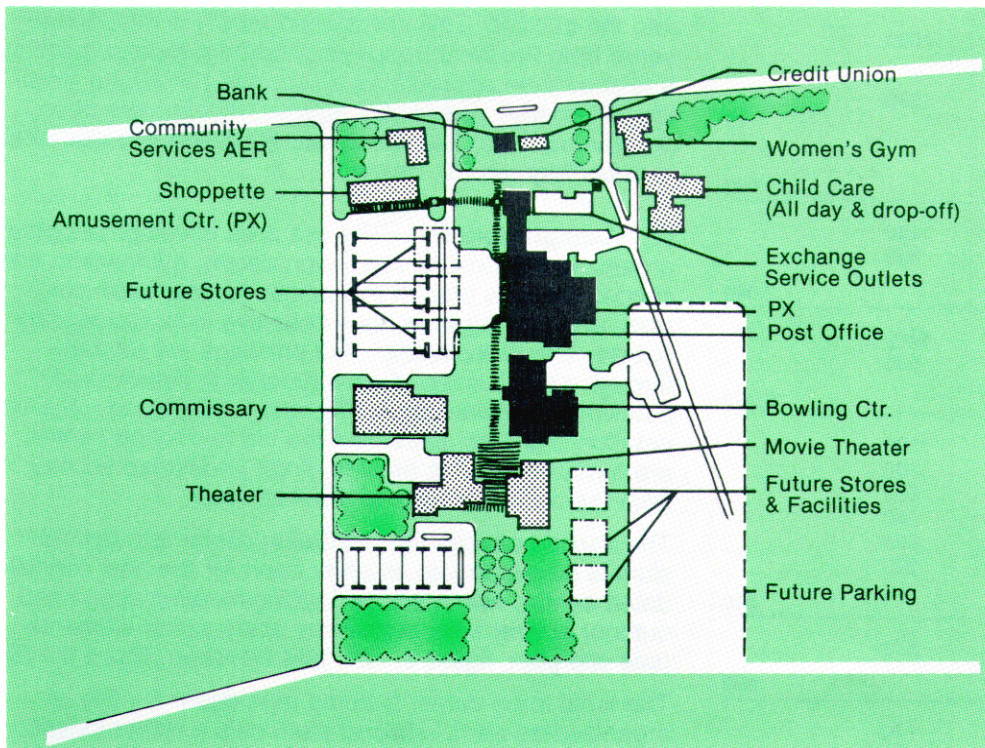 Bank
Community
Services AER
Shoppette
Amusement Ctr. (PX)
Future Stores
Commissary
Theater
Credit Union
Women's Gym
Child Care
(All day & drop-off)
Exchange
Service Outlets
PX
Post Office
Bowling Ctr.
Movie Theater
Future Stores
& Facilities
Future Parking